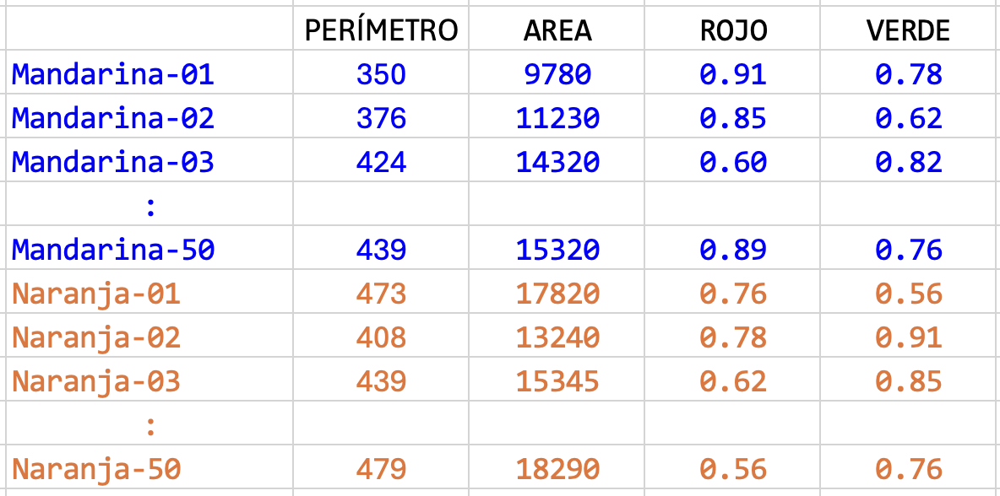 PERÍMETRO AREA ROJO VERDE
Mandarina-01 350 9780 0.91 0.78
Mandarina-02 376 11230 0.85 0.62
Mandarina-03 424 14320 0.60 0.82
:
Mandarina-50 439 15320 0.89 0.76
Naranja-01 473 17820 0.76 0.56
Naranja-02 408 13240 0.78 0.91
Naranja-03 439 15345 0.62 0.85
:
Naranja-50 479 18290 0.56 0.76